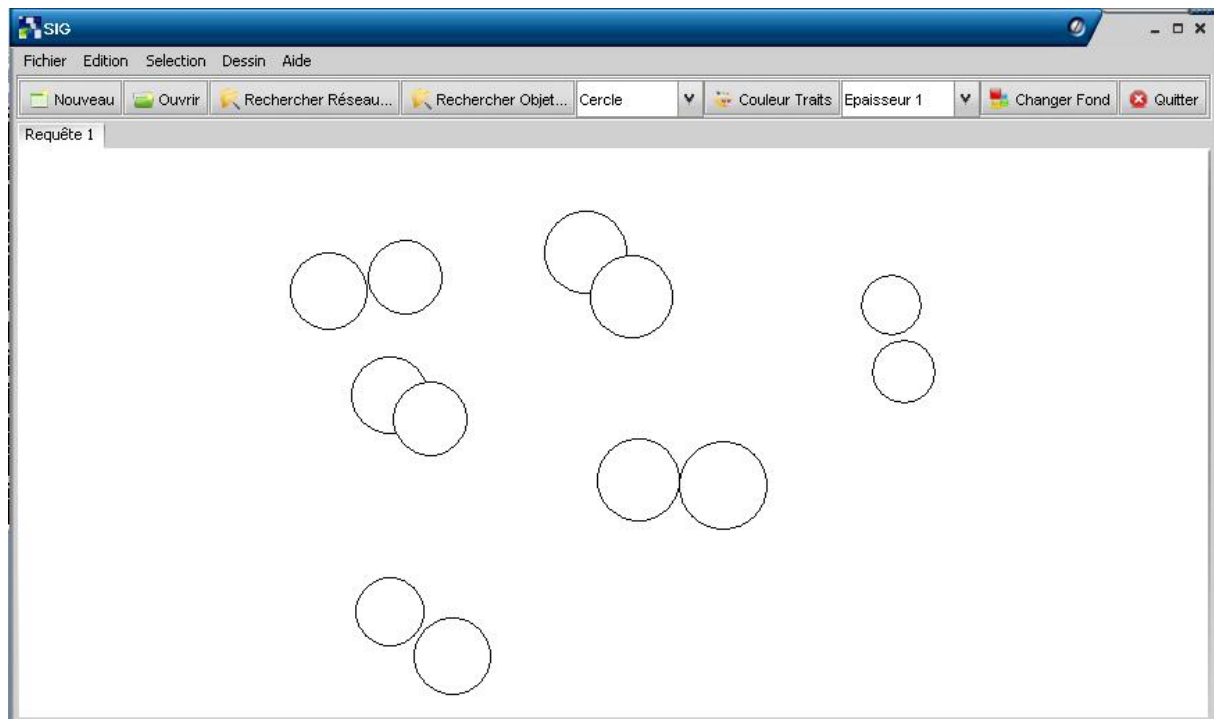 SIG
Fichier Edition Selection Dessin Aide
Nouveau Ouvrir Rechercher Réseau... Rechercher Objet... Cercle Couleur Traits Epaisseur 1 Changer Fond Quitter
Requête 1